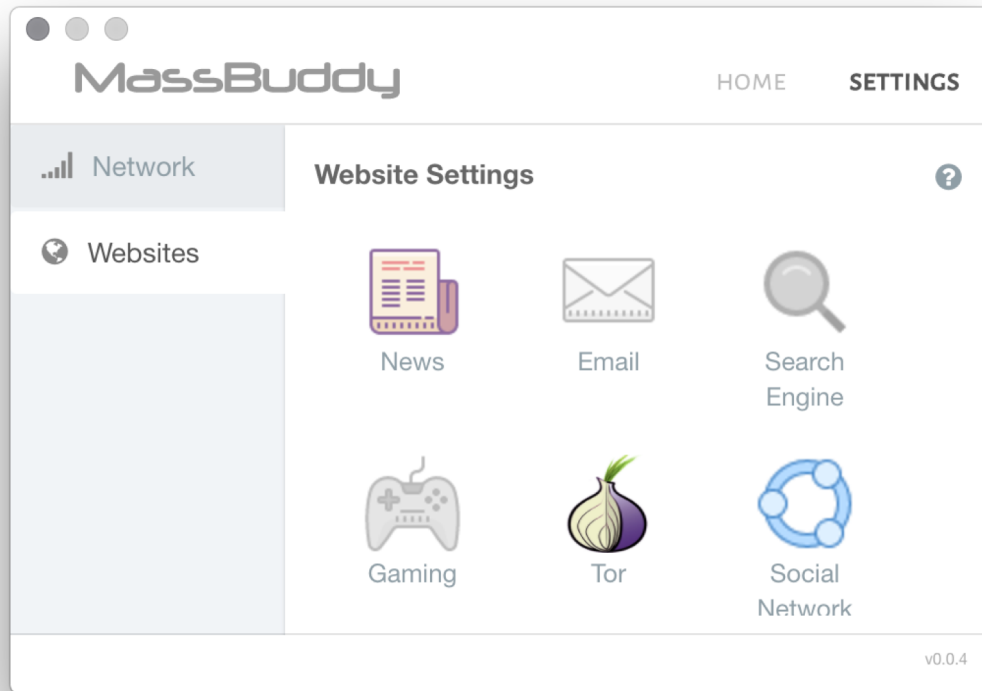 MassBuddy
HOME
SETTINGS
Network
Websites
Website Settings
?
News
Email
Search
Engine
Gaming
Tor
Social
Network
v0.0.4